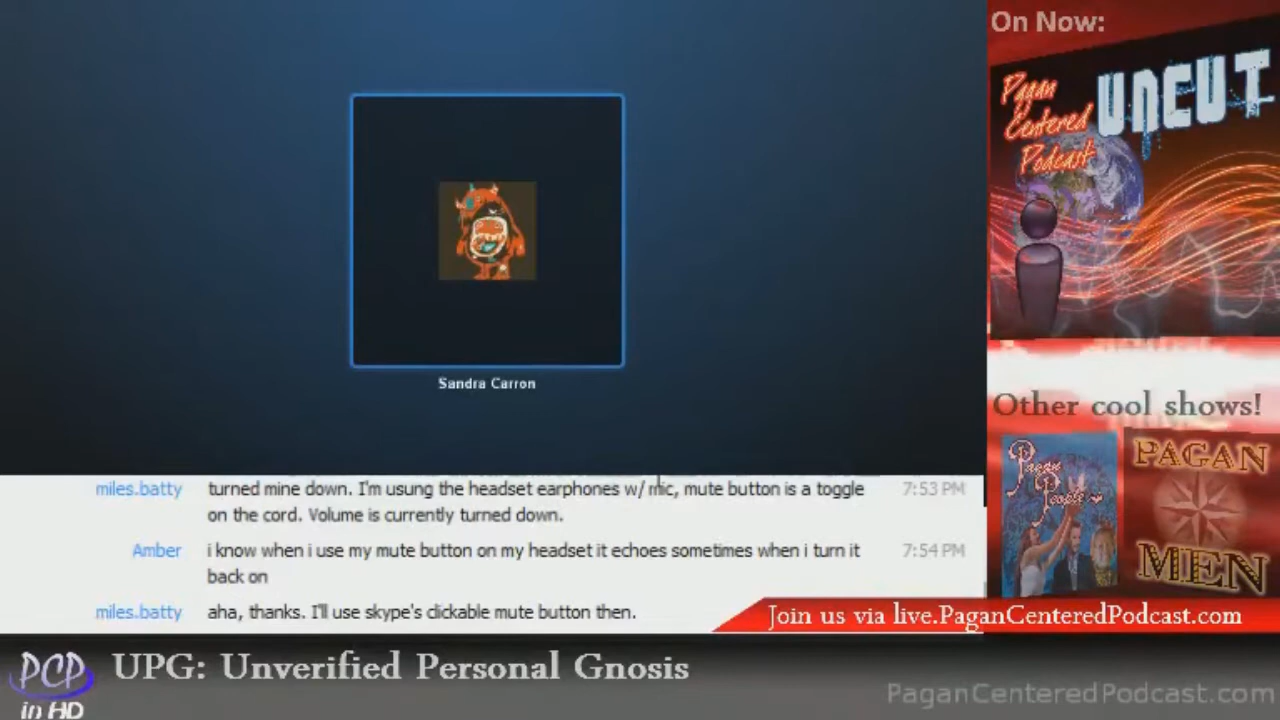 On Now:
Pagan
Centered
Podcast
UNCUT
Sandra Carron
Other cool shows!
Pagan
People
PAGAN
MEN
miles.batty turned mine down. I'm usung the headset earphones w/ mic, mute button is a toggle 7:53 PM
on the cord. Volume is currently turned down.
Amber i know when i use my mute button on my headset it echoes sometimes when i turn it 7:54 PM
back on
miles.batty aha, thanks. I'll use skype's clickable mute button then.
Join us via live.PaganCenteredPodcast.com
PCP
in HD
UPG: Unverified Personal Gnosis
PaganCenteredPodcast.com